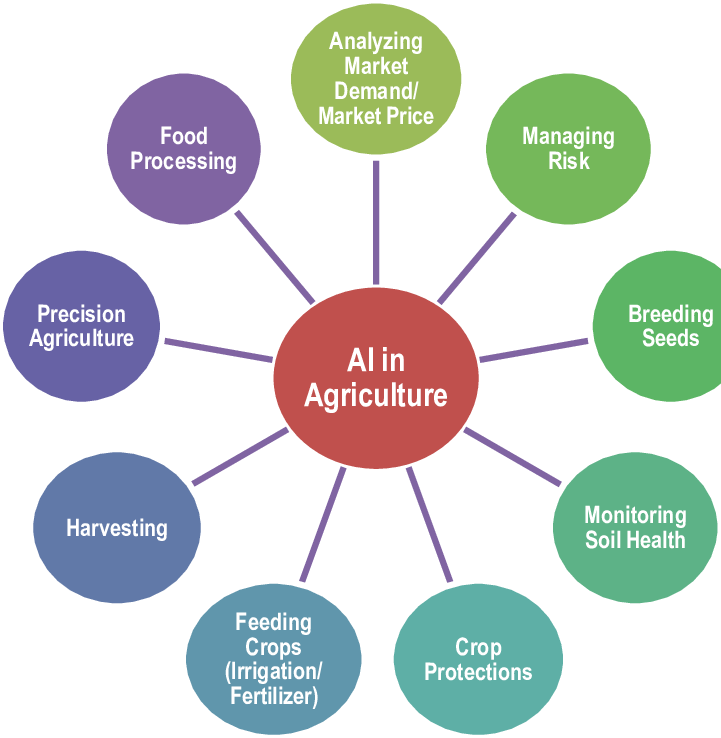 Analyzing
Market
Demand/
Market Price
Managing
Risk
Breeding
Seeds
Monitoring
Soil Health
Crop
Protections
Feeding
Crops
(Irrigation/
Fertilizer)
Harvesting
Precision
Agriculture
Food
Processing
AI in
Agriculture